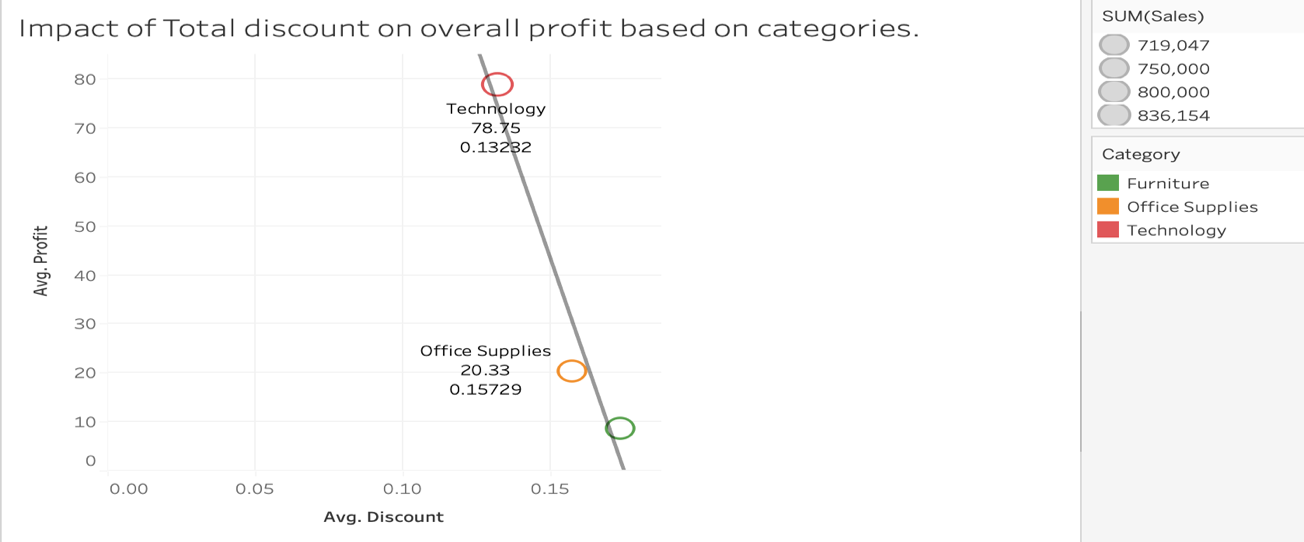 Impact of Total discount on overall profit based on categories.
80
70
60
50
40
30
20
10
0
Avg. Profit
Technology
78.75
0.13232
Office Supplies
20.33
0.15729
0.00 0.05 0.10 0.15
Avg. Discount
SUM(Sales)
719,047
750,000
800,000
836,154
Category
Furniture
Office Supplies
Technology